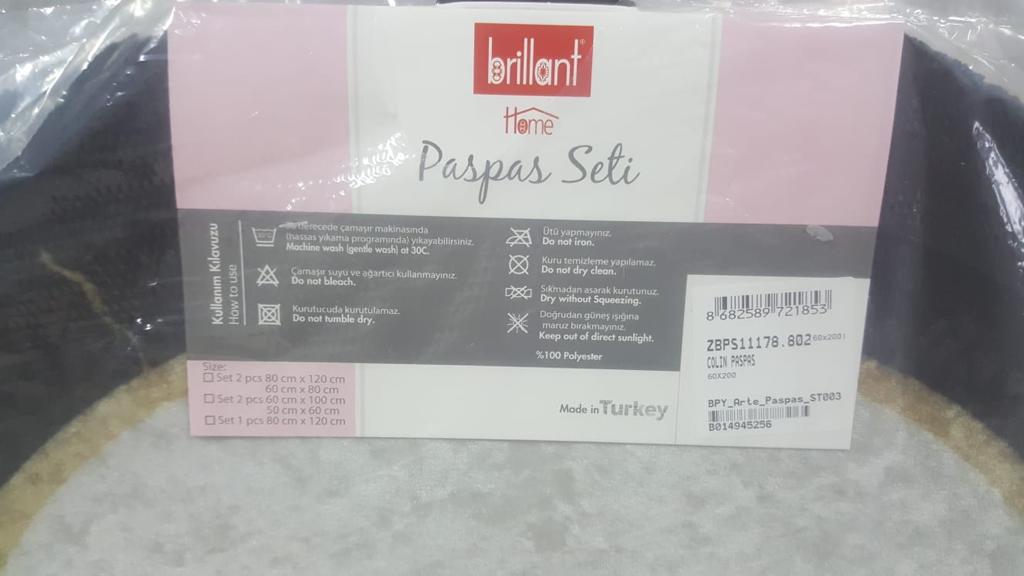 brillant®
Home
Paspas Seti
Kullanım Kılavuzu
How to use
derecede çamaşır makinasında
(hassas yıkama programında) yıkayabilirsiniz.
Machine wash (gentle wash) at 30C.
Çamaşır suyu ve ağartıcı kullanmayınız.
Do not bleach.
Kurutucuda kurutulamaz.
Do not tumble dry.
Ütü yapmayınız.
Do not iron.
Kuru temizleme yapılamaz.
Do not dry clean.
Sıkmadan asarak kurutunuz.
Dry without Squeezing.
Doğrudan güneş ışığına
maruz bırakmayınız.
Keep out of direct sunlight.
%100 Polyester
Size:
Set 2 pcs 80 cm x 120 cm
60 cm x 80 cm
Set 2 pcs 60 cm x 100 cm
50 cm x 60 cm
Set 1 pcs 80 cm x 120 cm
Made in Turkey
8 682589 721853
ZBPS11178.802 60x200)
COLIN PASPAS
60X200
BPY_Arte_Paspas_ST003
B014945256